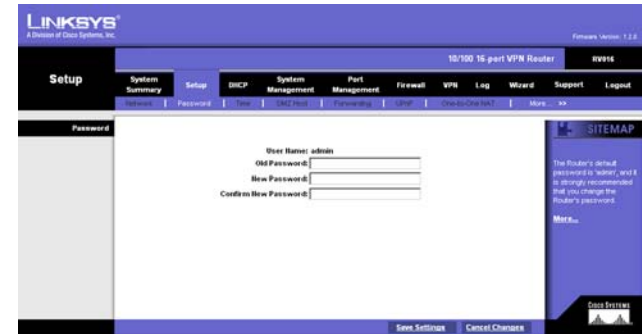 LINKSYS®
A Division of Cisco Systems, Inc.
Firmware Version: 1.2.0
10/100 16-port VPN Router
RV016
Setup
System Summary
Setup
DHCP
System Management
Port Management
Firewall
VPN
Log
Wizard
Support
Logout
Network | Password | Time | DMZ Host | Forwarding | UPnP | One-to-One NAT | More... >>
Password
SITEMAP
User Name: admin
Old Password:
New Password:
Confirm New Password:
The Router's default
password is 'admin', and it
is strongly recommended
that you change the
Router's password.
More...
Save Settings
Cancel Changes
CISCO SYSTEMS